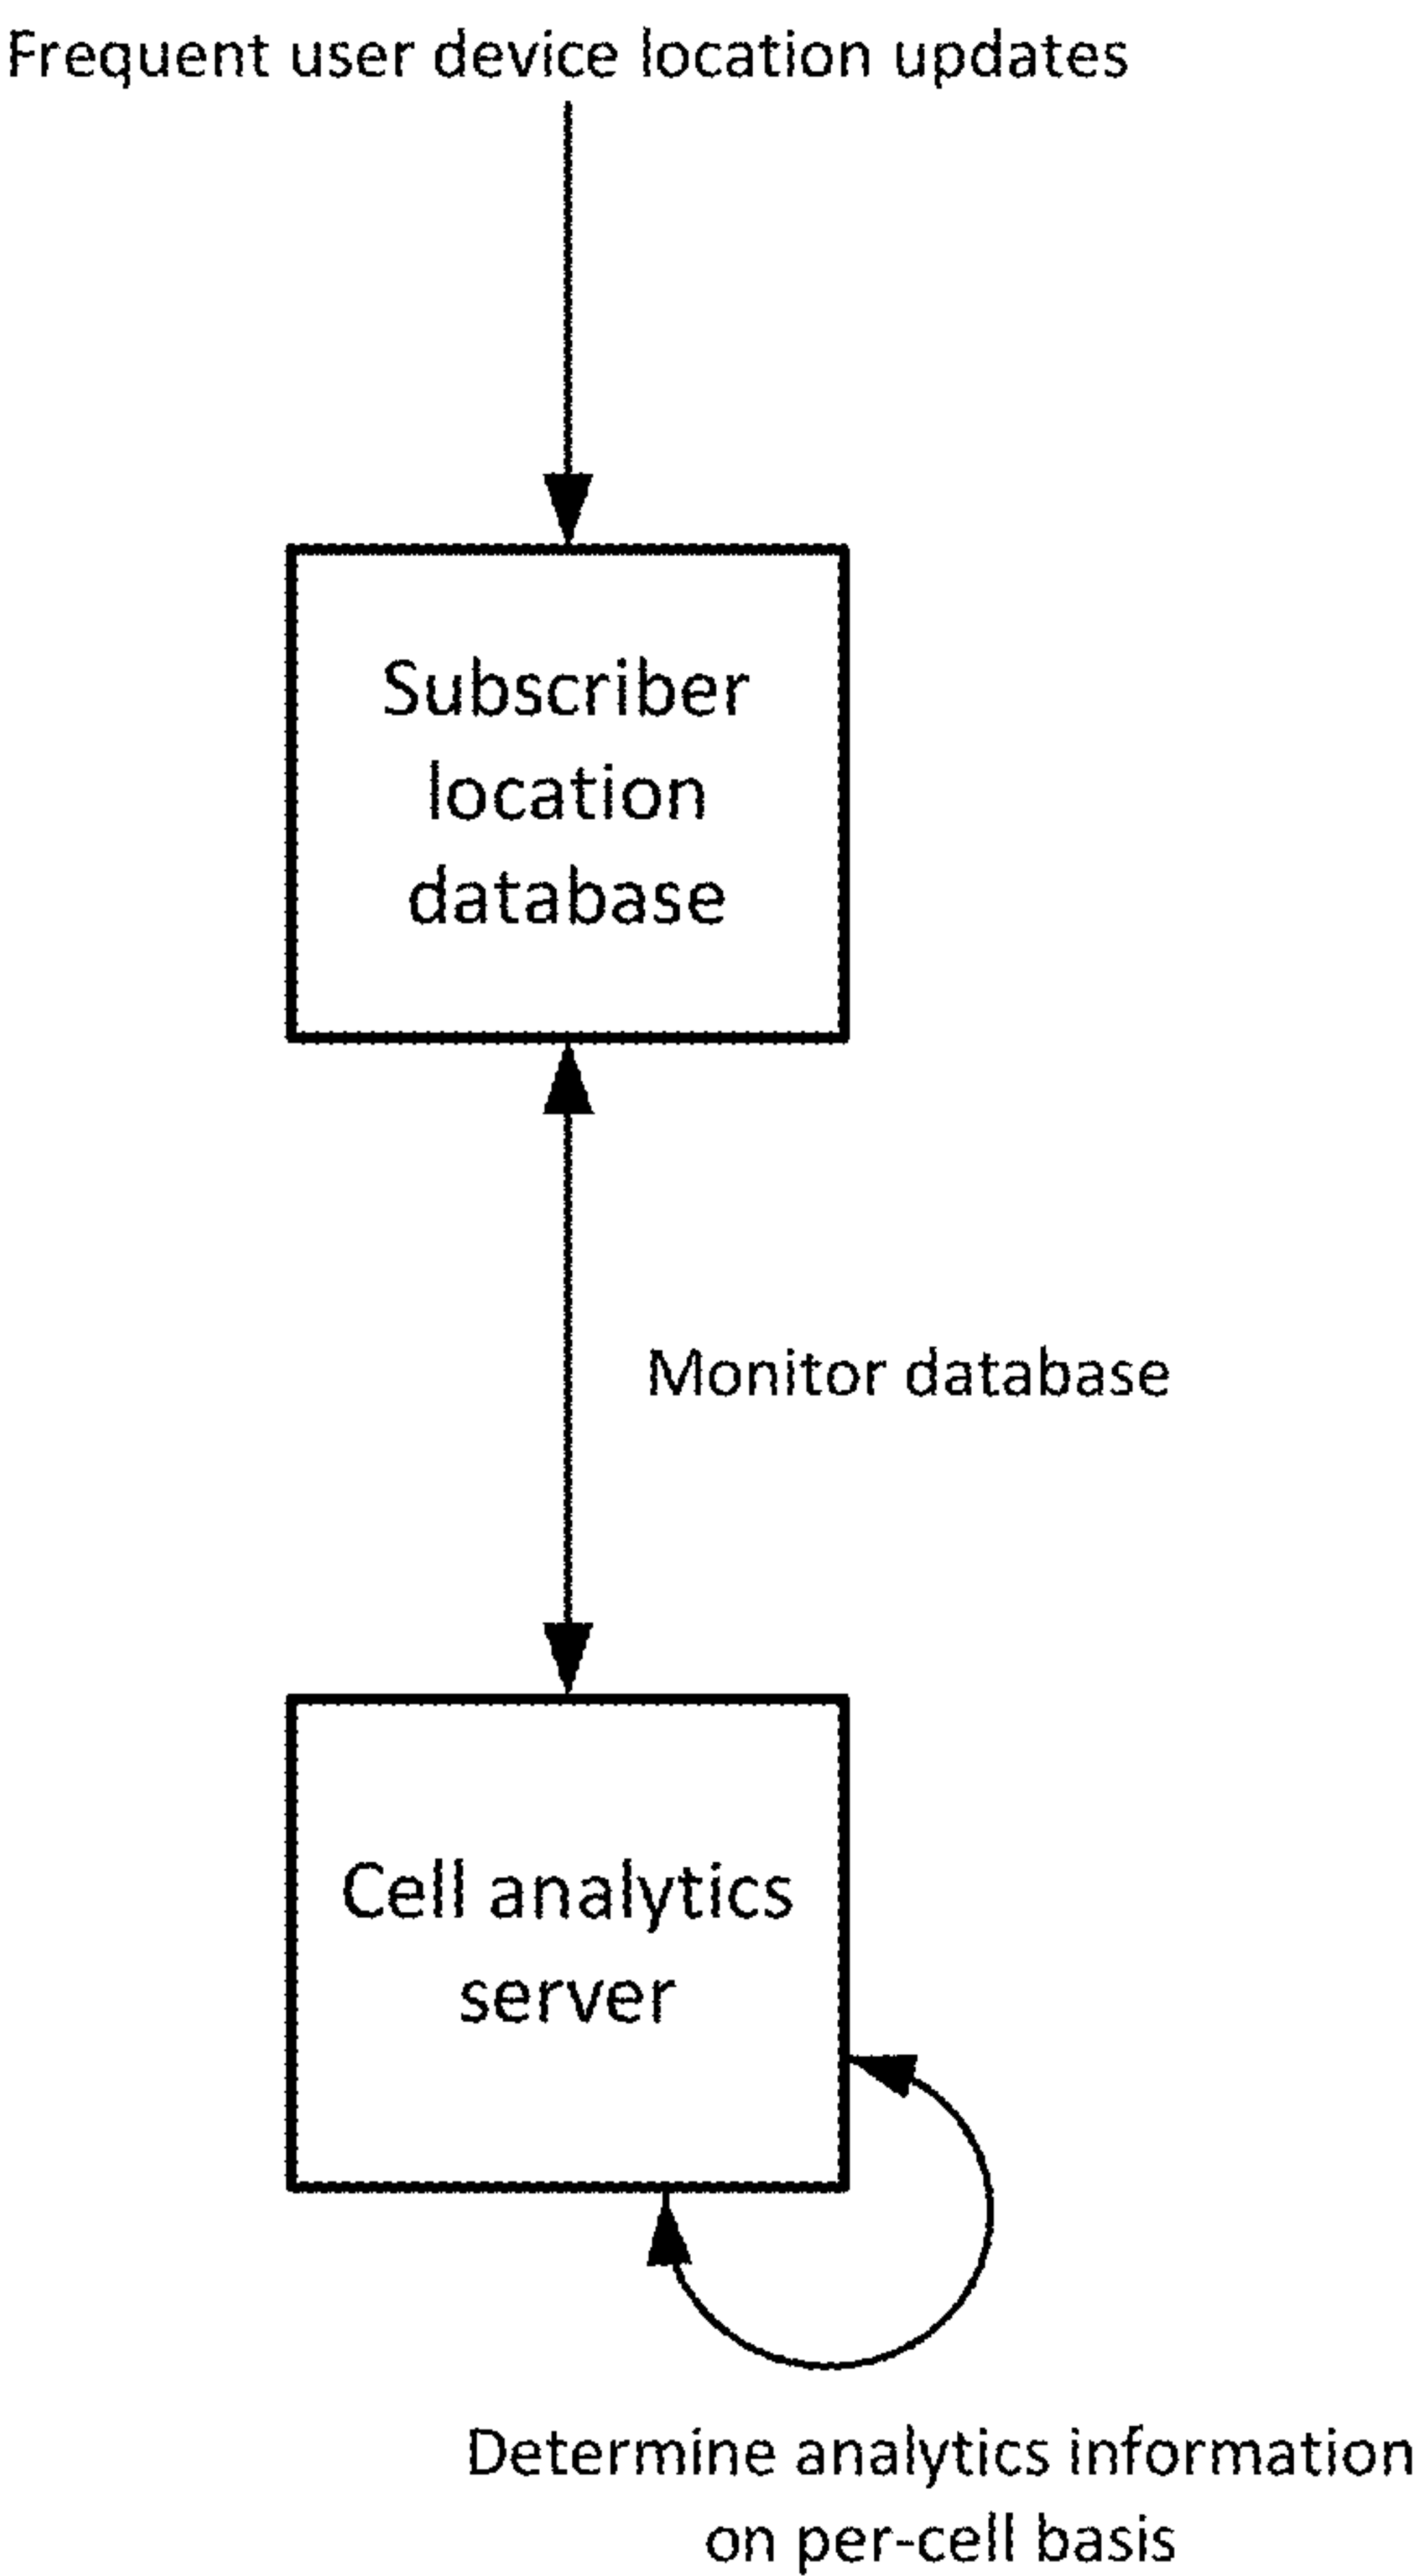 Frequent user device location updates
Subscriber
location
database
Monitor database
Cell analytics
server
Determine analytics information
on per-cell basis